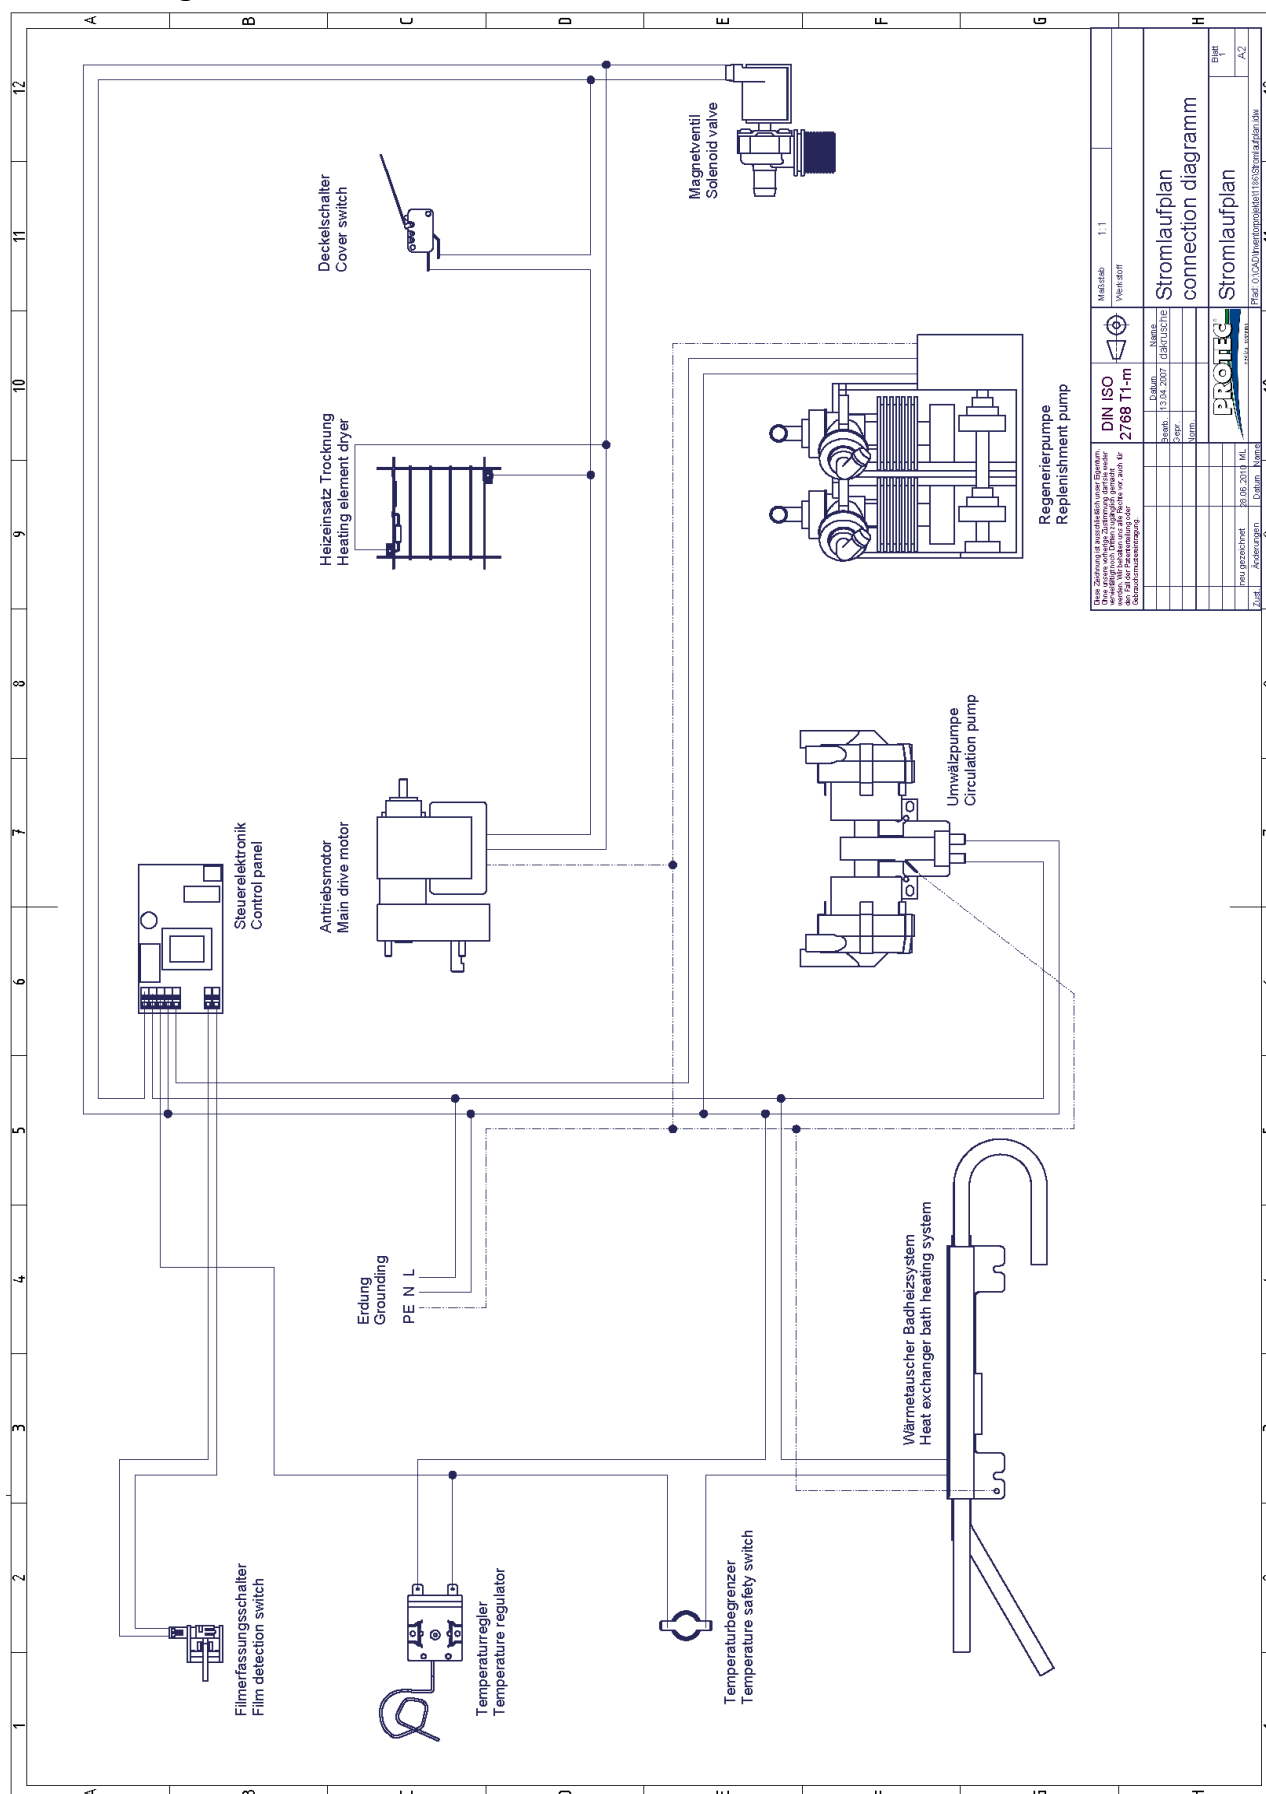 A
B
C
D
E
F
G
H
12
11
10
9
8
7
6
5
4
3
2
1
Deckelschalter
Cover switch
Magnetventil
Solenoid valve
Heizeinsatz Trocknung
Heating element dryer
Regenerierpumpe
Replenishment pump
Steuerelektronik
Control panel
Antriebsmotor
Main drive motor
Umwälzpumpe
Circulation pump
Erdung
Grounding
PE N L
Wärmetauscher Badheizsystem
Heat exchanger bath heating system
Filmerfassungsschalter
Film detection switch
Temperaturregler
Temperature regulator
Temperaturbegrenzer
Temperature safety switch
DIN ISO
2768 T1-m
Maßstab 1:1
Werkstoff
Datum Name
Bearb. 13.04.2007 dakrusche
Gepr.
Norm
Stromlaufplan
connection diagramm
PROTEC
Stromlaufplan
Blatt
1
A2
neu gezeichnet 28.06.2010 ML
Zust. Änderungen Datum Name
A
B
C
D
E
F
G
H